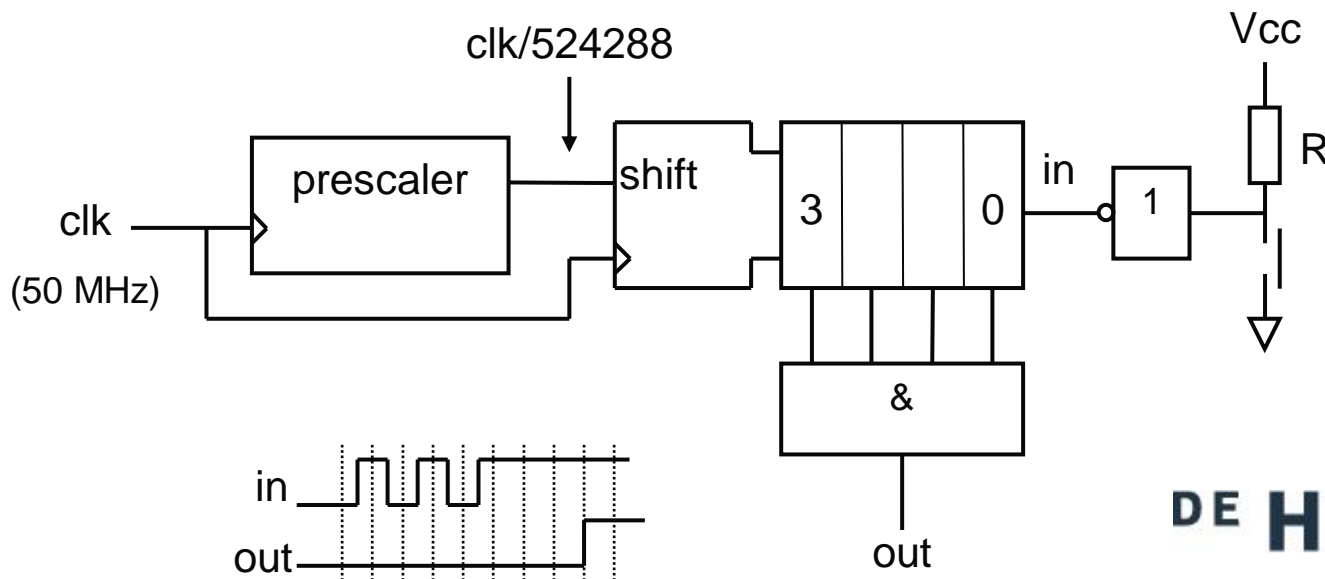 clk/524288
Vcc
prescaler
shift
3
0
in
1
R
clk
(50 MHz)
&
in
out
out
DE H